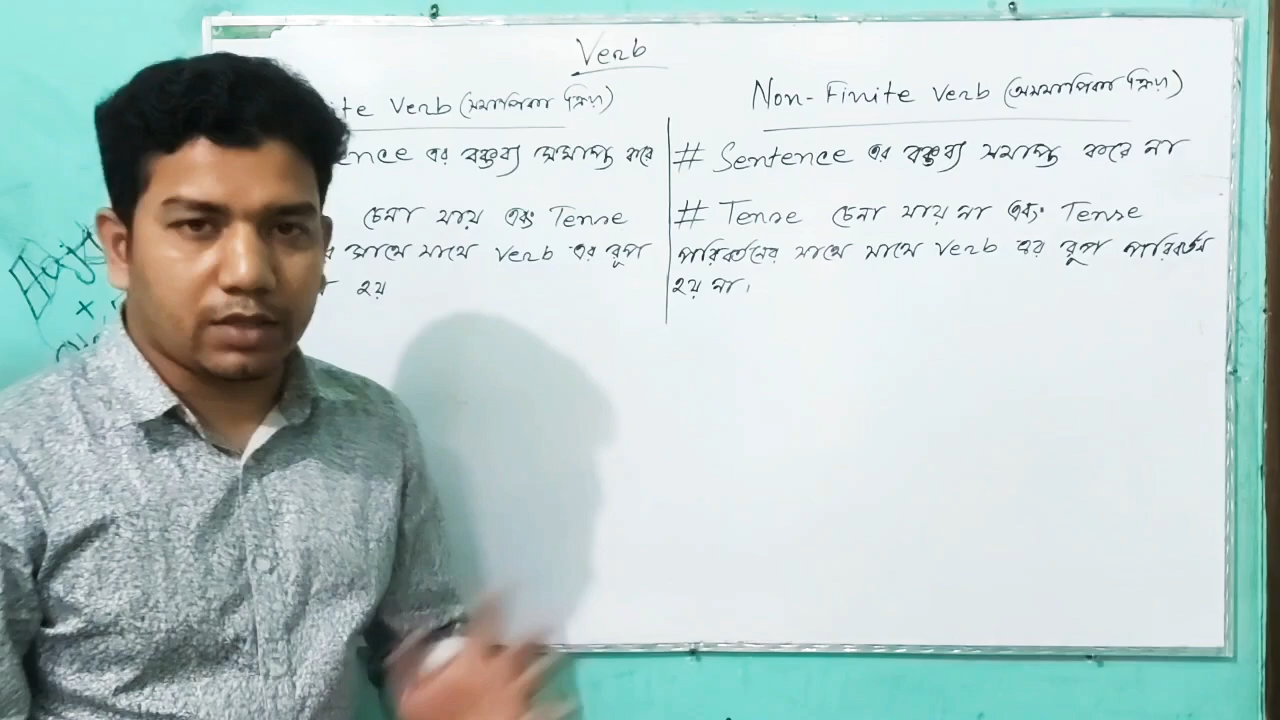 Verb
ite Verb (সমাপিকা ক্রিয়া)
ence এর বক্তব্য সমাপ্ত করে
চেনা যায় এবং Tense
র সাথে সাথে Verb এর রূপ
হয়
Non-Finite Verb (অসমাপিকা ক্রিয়া)
# Sentence এর বক্তব্য সমাপ্ত করে না
# Tense চেনা যায় না এবং Tense
পরিবর্তনের সাথে সাথে Verb এর রূপ পরিবর্তন
হয় না।